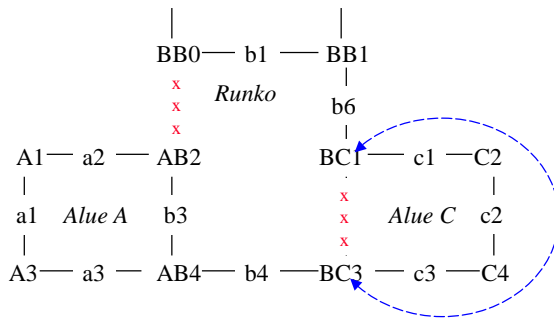 BB0 b1 BB1
x Runko
x b6
x
A1 a2 AB2 BC1 c1 C2
x
a1 Alue A b3 x Alue C c2
x
x
A3 a3 AB4 b4 BC3 c3 C4